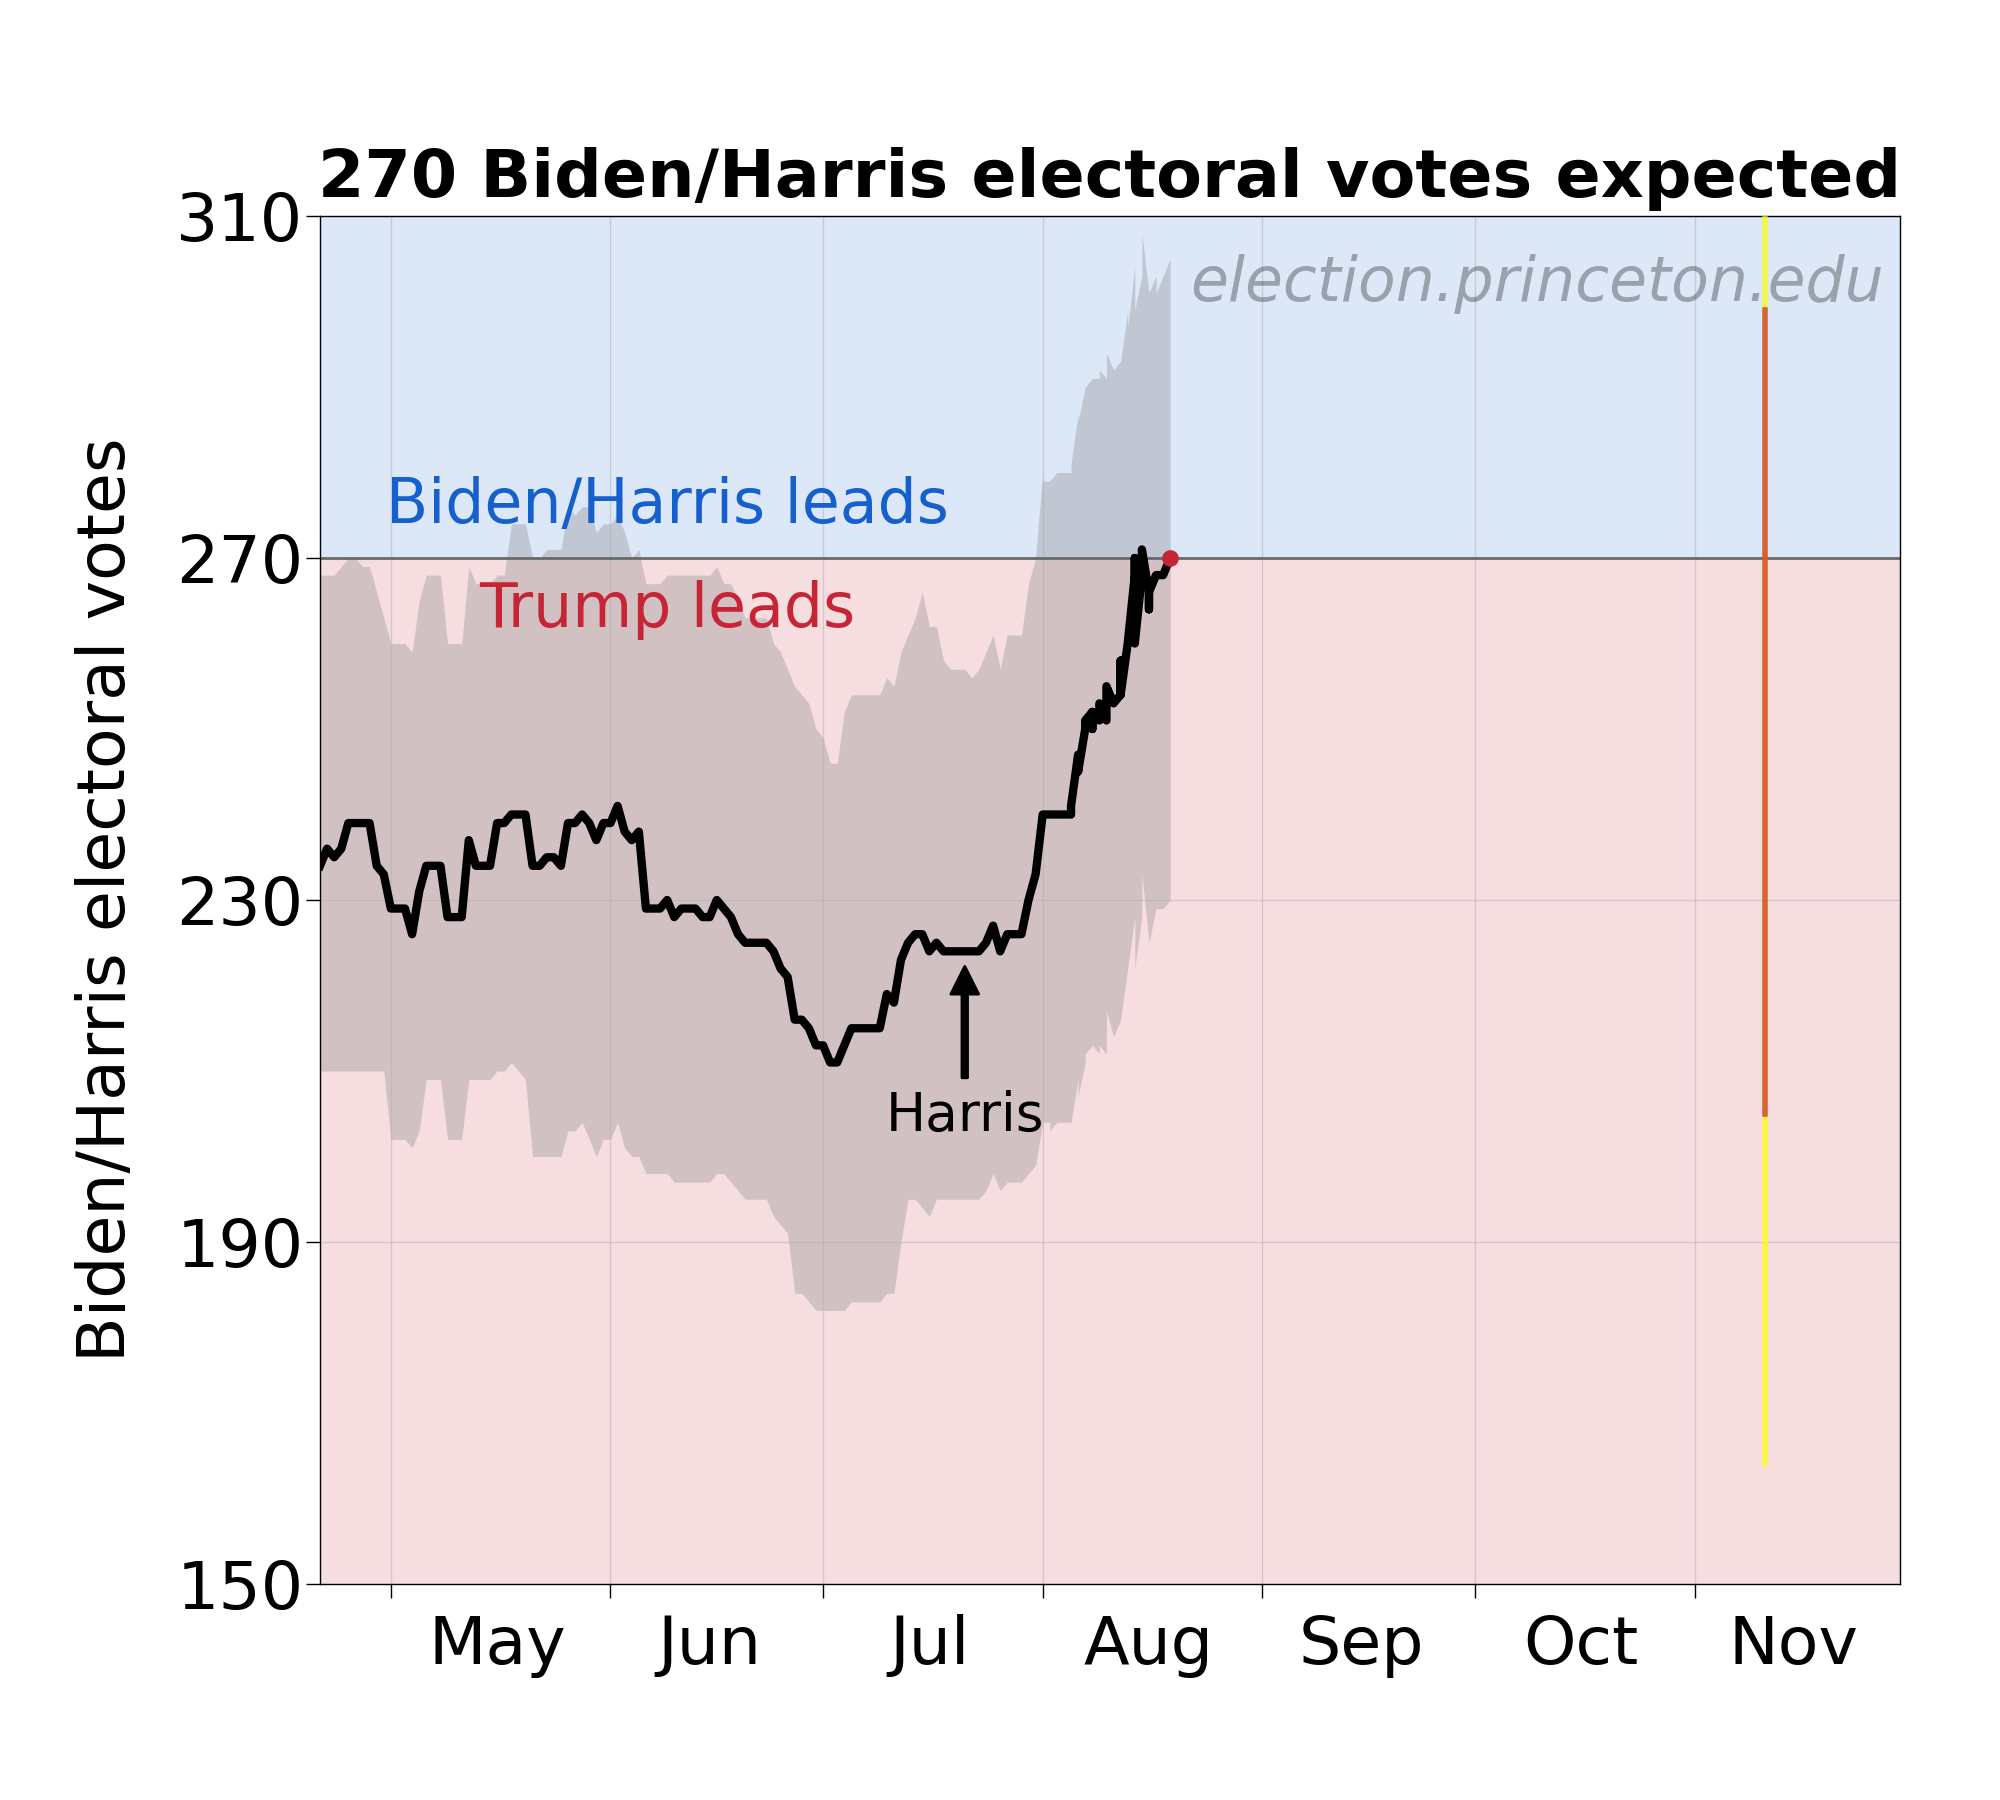 270 Biden/Harris electoral votes expected
310
election.princeton.edu
Biden/Harris leads
270
Trump leads
Biden/Harris electoral votes
230
Harris
190
150
May Jun Jul Aug Sep Oct Nov